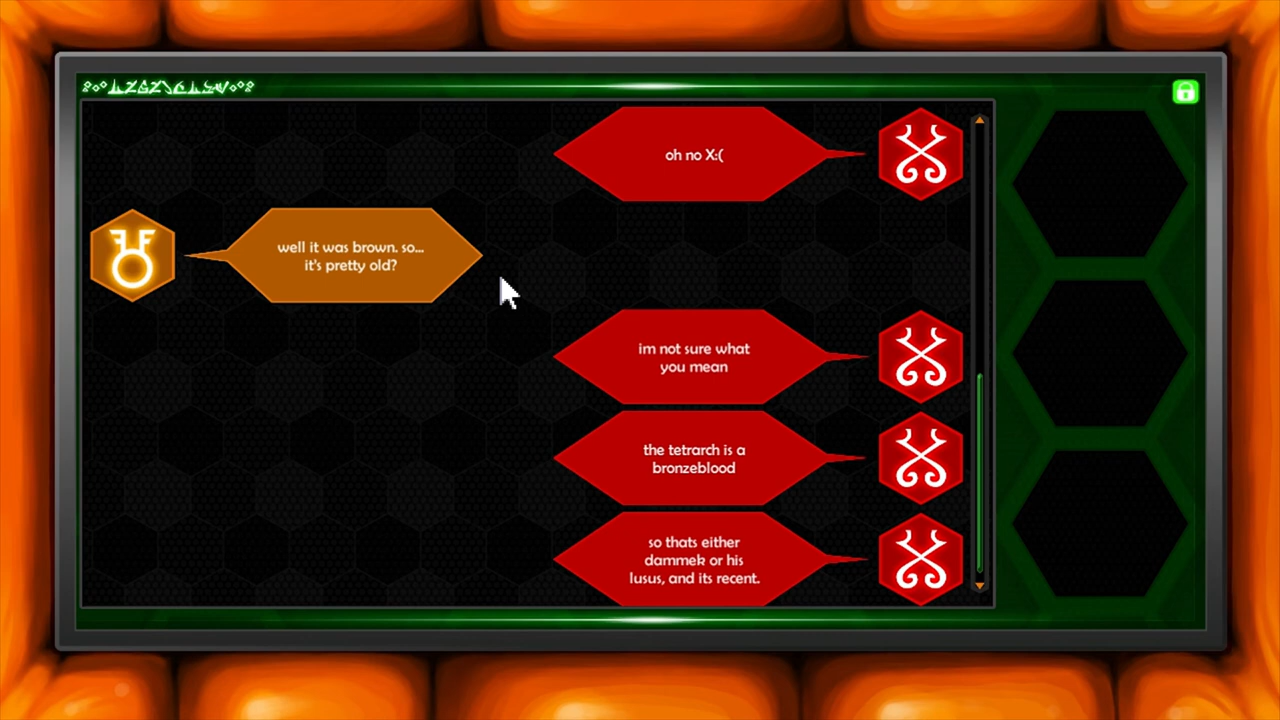 oh no X:(
well it was brown. so...
it's pretty old?
im not sure what
you mean
the tetrarch is a
bronzeblood
so thats either
dammek or his
lusus, and its recent.